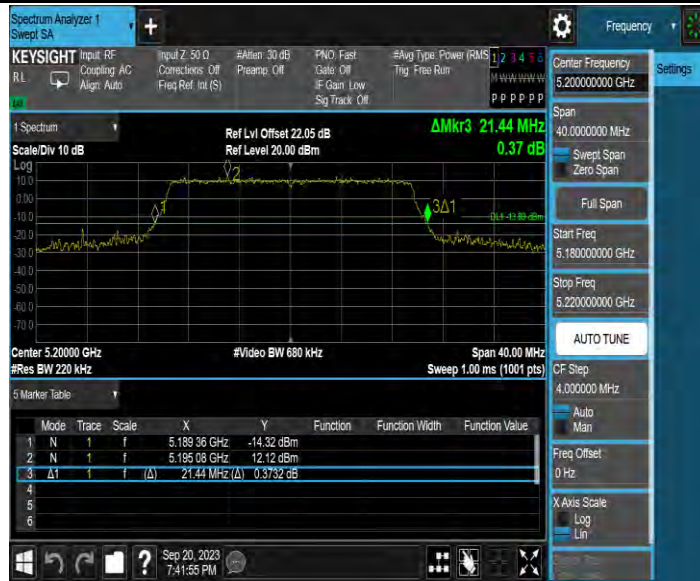 Spectrum Analyzer 1
Swept SA
Frequency
KEYSIGHT
RL
Input: RF
Coupling: AC
Align: Auto
Input Z: 50 Ω
Corrections: Off
Freq Ref: Int (S)
#Atten: 30 dB
Preamp: Off
PNO: Fast
Gate: Off
IF Gain: Low
Sig Track: Off
#Avg Type: Power (RMS
Trig: Free Run
1 2 3 4 5 6
M W W W W W
P P P P P P
Center Frequency
5.200000000 GHz
Settings
Span
40.0000000 MHz
Swept Span
Zero Span
Full Span
Start Freq
5.180000000 GHz
Stop Freq
5.220000000 GHz
AUTO TUNE
CF Step
4.000000 MHz
Auto
Man
Freq Offset
0 Hz
X Axis Scale
Log
Lin
1 Spectrum
Scale/Div 10 dB
Ref Lvl Offset 22.05 dB
Ref Level 20.00 dBm
ΔMkr3 21.44 MHz
0.37 dB
Log
10.0
0.00
-10.0
-20.0
-30.0
-40.0
-50.0
-60.0
-70.0
2
3Δ1
Center 5.20000 GHz
#Res BW 220 kHz
#Video BW 680 kHz
Span 40.00 MHz
Sweep 1.00 ms (1001 pts)
5 Marker Table
Mode Trace Scale X Y Function Function Width Function Value
1 N 1 f 5.189 36 GHz -14.32 dBm
2 N 1 f 5.195 08 GHz 12.12 dBm
3 Δ1 1 f (Δ) 21.44 MHz (Δ) 0.3732 dB
4
5
6
?
Sep 20, 2023
7:41:55 PM